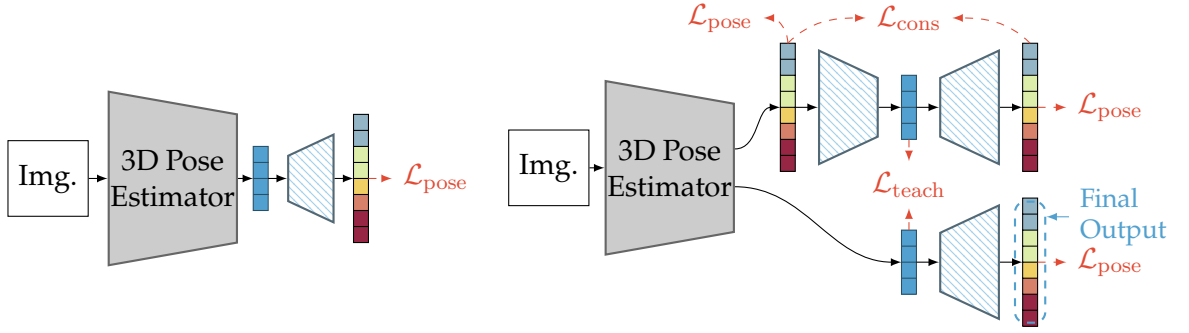 Img.
3D Pose
Estimator
ℒpose
Img.
3D Pose
Estimator
ℒpose
ℒcons
ℒpose
ℒteach
Final
Output
ℒpose